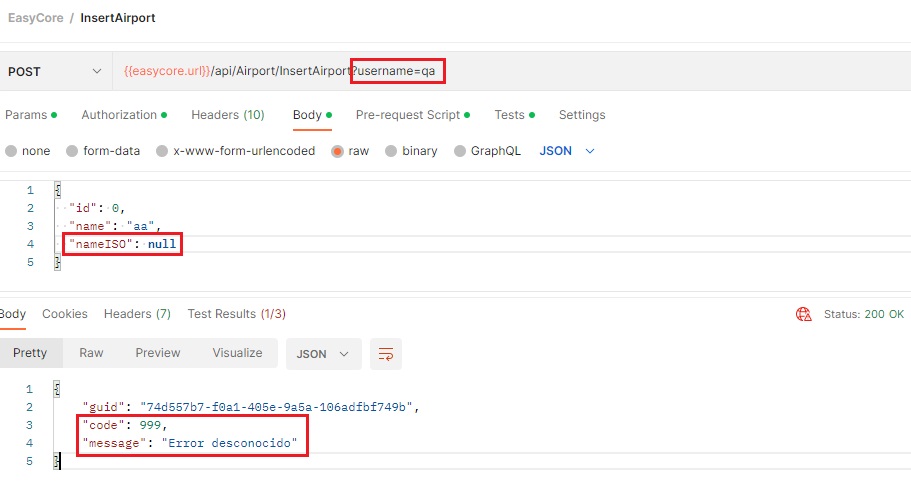 EasyCore / InsertAirport
POST {{easycore.url}}/api/Airport/InsertAirport?username=qa
Params Authorization Headers (10) Body Pre-request Script Tests Settings
none form-data x-www-form-urlencoded raw binary GraphQL JSON
1 {
2 "id": 0,
3 "name": "aa",
4 "nameISO": null
5 }
Body Cookies Headers (7) Test Results (1/3) Status: 200 OK
Pretty Raw Preview Visualize JSON
1 {
2 "guid": "74d557b7-f0a1-405e-9a5a-106adfbf749b",
3 "code": 999,
4 "message": "Error desconocido"
5 }